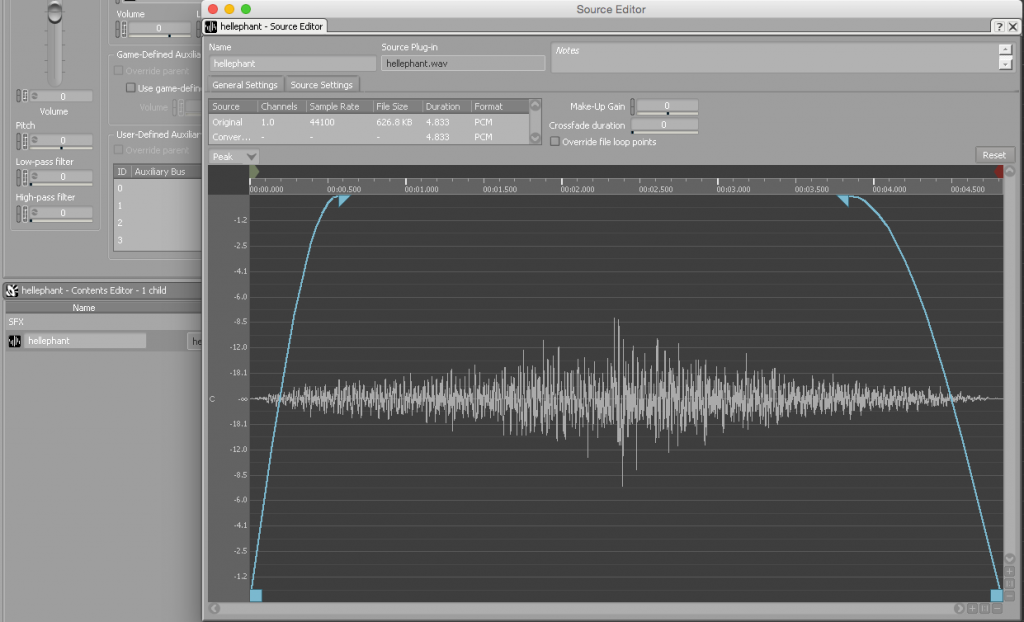 Source Editor
hellephant - Source Editor
? X
Name
Source Plug-in
Notes
hellephant
hellephant.wav
General Settings
Source Settings
Source Channels Sample Rate File Size Duration Format
Original 1.0 44100 626.8 KB 4.833 PCM
Conver... - - - 4.833 PCM
Make-Up Gain 0
Crossfade duration 0
Override file loop points
Peak
Reset
00:00.000 00:00.500 00:01.000 00:01.500 00:02.000 00:02.500 00:03.000 00:03.500 00:04.000 00:04.500
-1.2
-2.5
-4.1
-6.0
-8.5
-12.0
-18.1
C -∞
-18.1
-12.0
-8.5
-6.0
-4.1
-2.5
-1.2
0
Volume
Pitch
0
Low-pass filter
0
High-pass filter
0
Volume
0
Game-Defined Auxilia
Override parent
Use game-defin
Volume
User-Defined Auxiliar
Override parent
ID Auxiliary Bus
0
1
2
3
hellephant - Contents Editor - 1 child
Name
SFX
hellephant
he